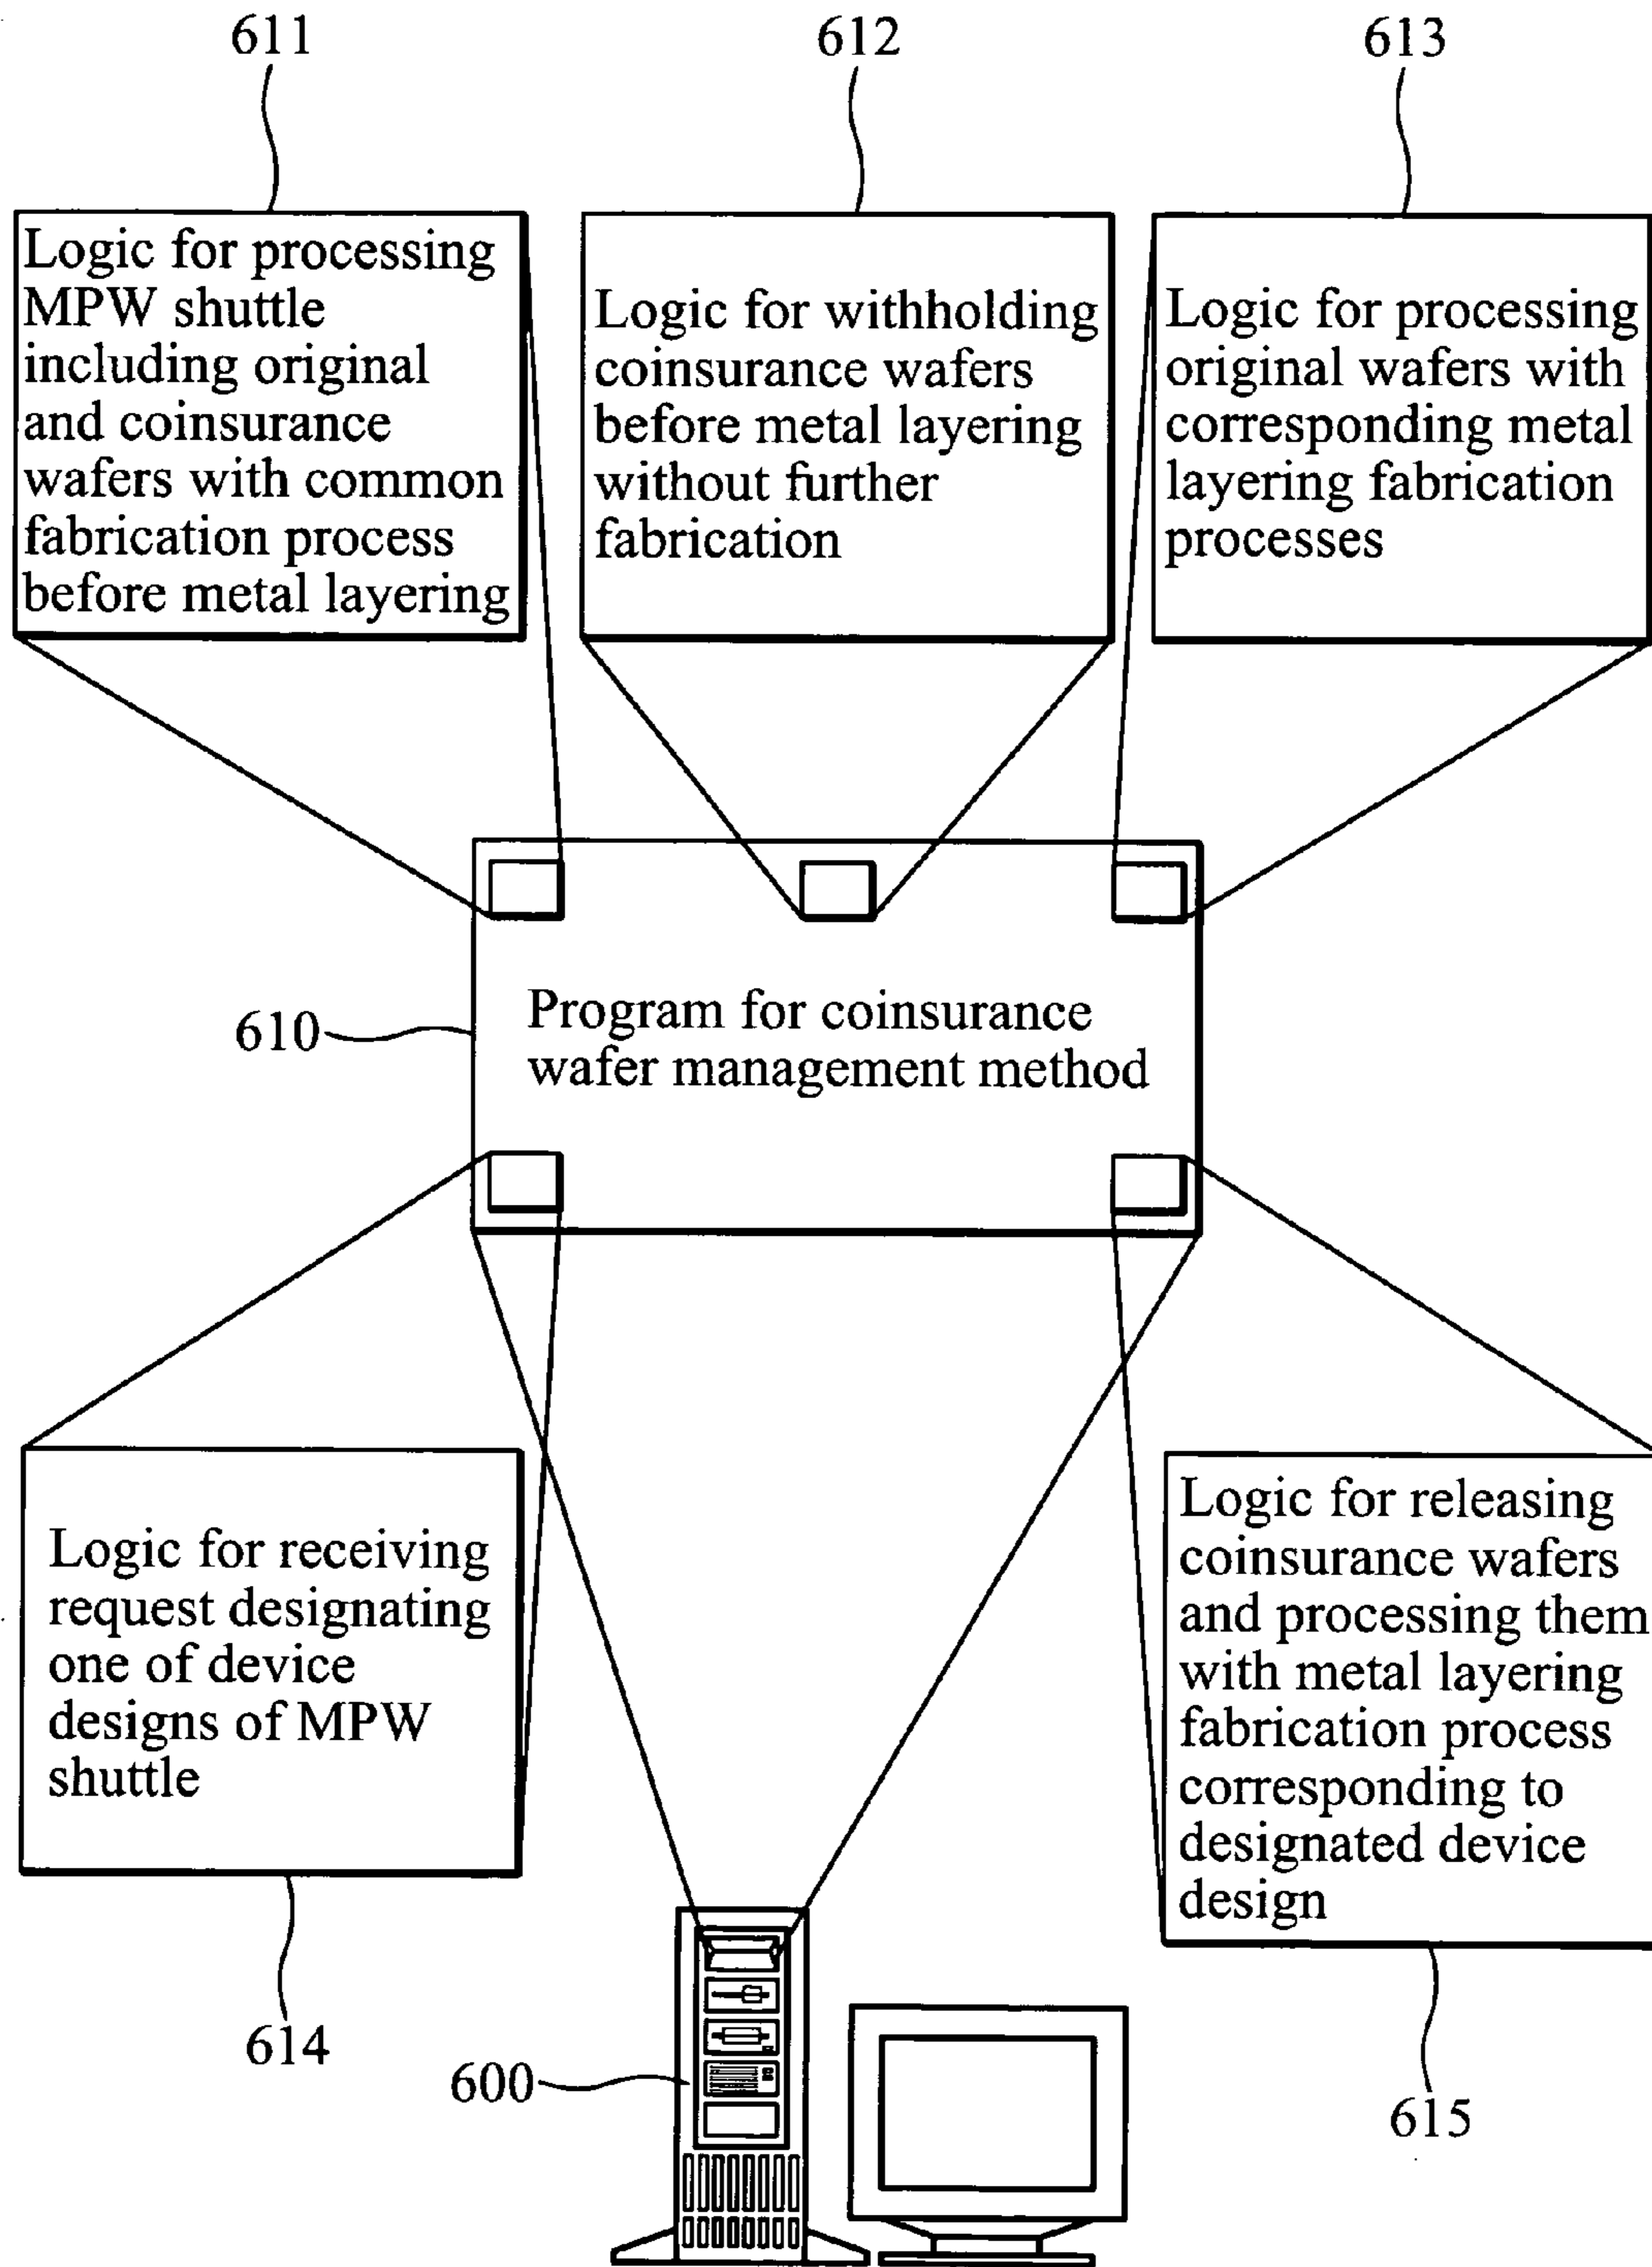 611
612
613
Logic for processing
MPW shuttle
including original
and coinsurance
wafers with common
fabrication process
before metal layering
Logic for withholding
coinsurance wafers
before metal layering
without further
fabrication
Logic for processing
original wafers with
corresponding metal
layering fabrication
processes
610
Program for coinsurance
wafer management method
Logic for receiving
request designating
one of device
designs of MPW
shuttle
Logic for releasing
coinsurance wafers
and processing them
with metal layering
fabrication process
corresponding to
designated device
design
614
600
615